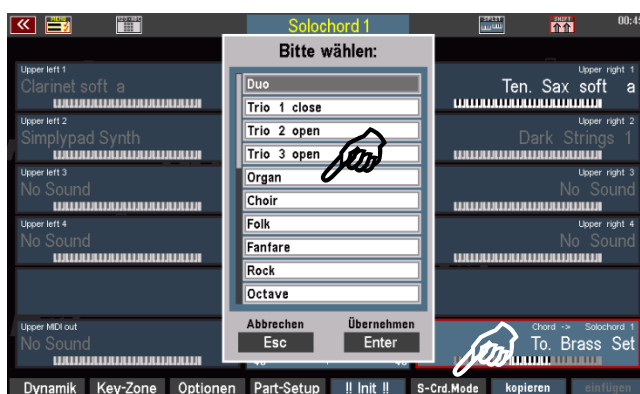 MENU
Solochord 1
SPLIT
SHIFT
00:45
Bitte wählen:
Upper left 1
Clarinet soft a
Upper left 2
Simplypad Synth
Upper left 3
No Sound
Upper left 4
No Sound
Upper MIDI out
No Sound
Duo
Trio 1 close
Trio 2 open
Trio 3 open
Organ
Choir
Folk
Fanfare
Rock
Octave
Abbrechen
Esc
Übernehmen
Enter
Upper right 1
Ten. Sax soft a
Upper right 2
Dark Strings 1
Upper right 3
No Sound
Upper right 4
No Sound
Chord -> Solochord 1
To. Brass Set
Dynamik Key-Zone Optionen Part-Setup !! Init !! S-Crd.Mode kopieren einfügen